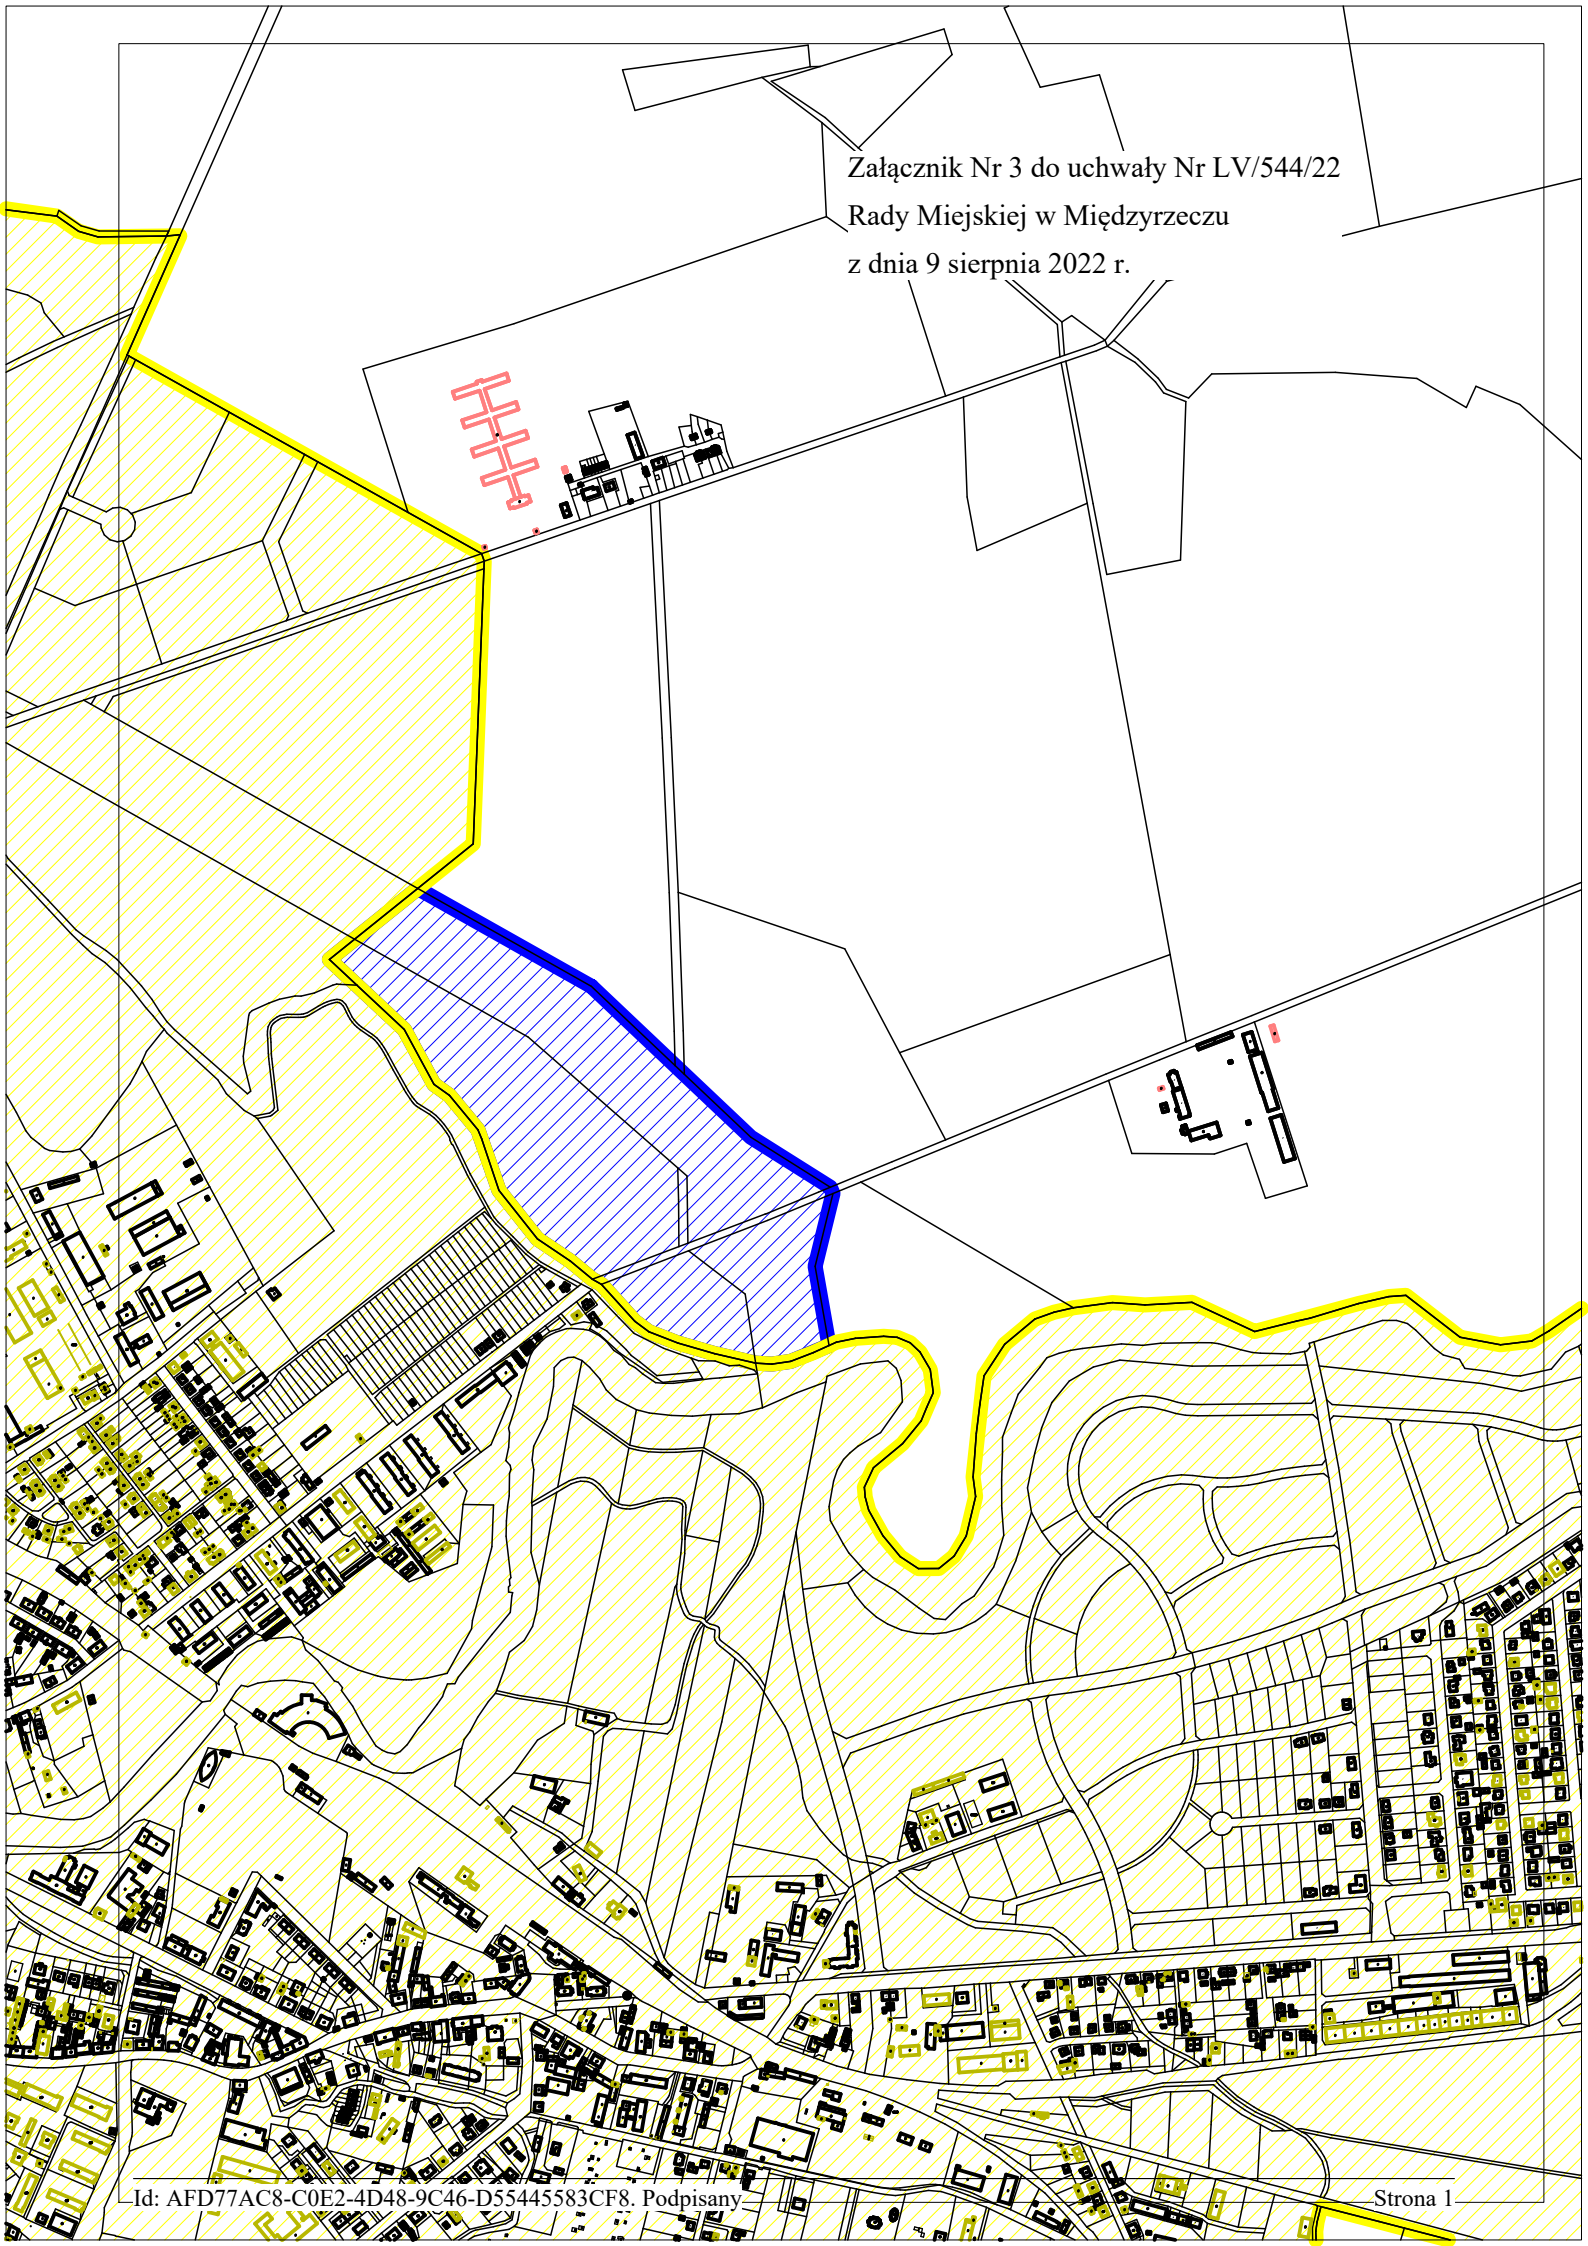 Załącznik Nr 3 do uchwały Nr LV/544/22
Rady Miejskiej w Międzyrzeczu
z dnia 9 sierpnia 2022 r.
Id: AFD77AC8-C0E2-4D48-9C46-D55445583CF8. Podpisany
Strona 1